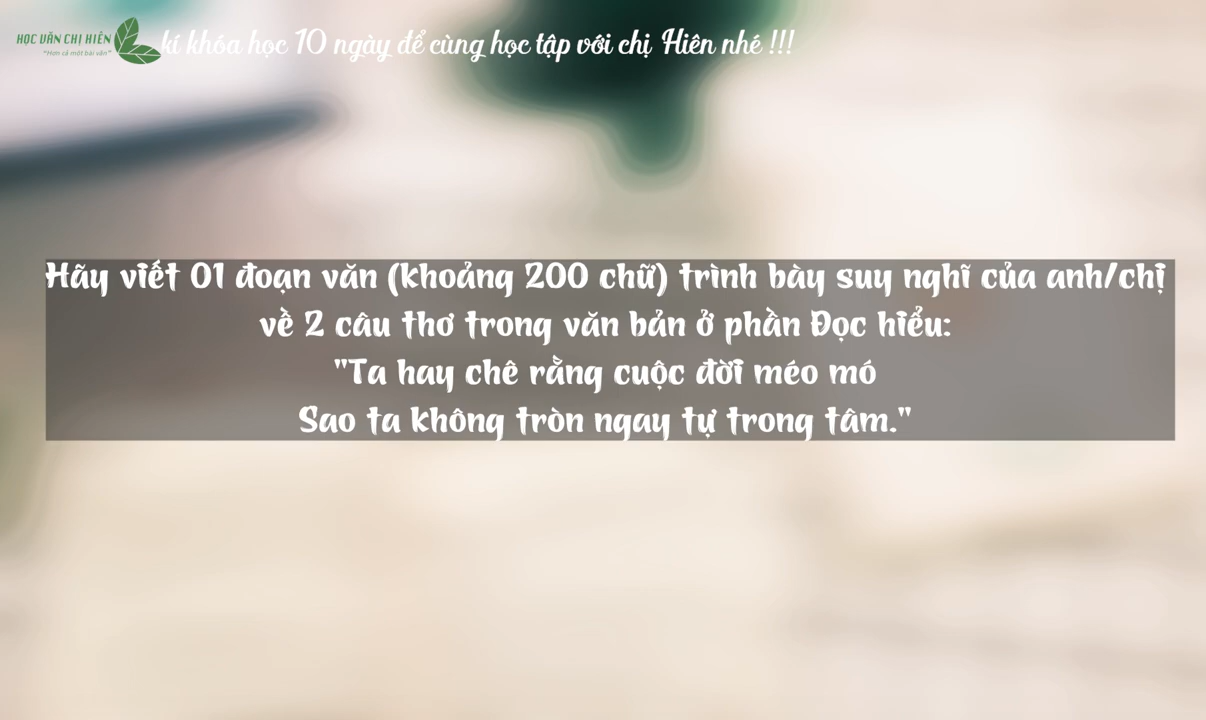 HỌC VĂN CHỊ HIÊN
"Hơn cả một bài văn"
kí khóa học 10 ngày để cùng học tập với chị Hiên nhé !!!
Hãy viết 01 đoạn văn (khoảng 200 chữ) trình bày suy nghĩ của anh/chị
về 2 câu thơ trong văn bản ở phần Đọc hiểu:
"Ta hay chê rằng cuộc đời méo mó
Sao ta không tròn ngay tự trong tâm."